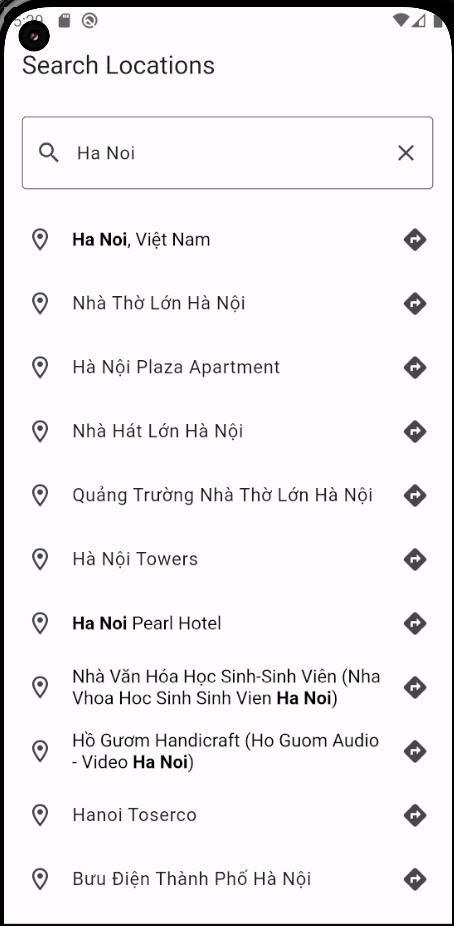 5:20
Search Locations
Ha Noi
Ha Noi, Việt Nam
Nhà Thờ Lớn Hà Nội
Hà Nội Plaza Apartment
Nhà Hát Lớn Hà Nội
Quảng Trường Nhà Thờ Lớn Hà Nội
Hà Nội Towers
Ha Noi Pearl Hotel
Nhà Văn Hóa Học Sinh-Sinh Viên (Nha
Vhoa Hoc Sinh Sinh Vien Ha Noi)
Hồ Gươm Handicraft (Ho Guom Audio
- Video Ha Noi)
Hanoi Toserco
Bưu Điện Thành Phố Hà Nội